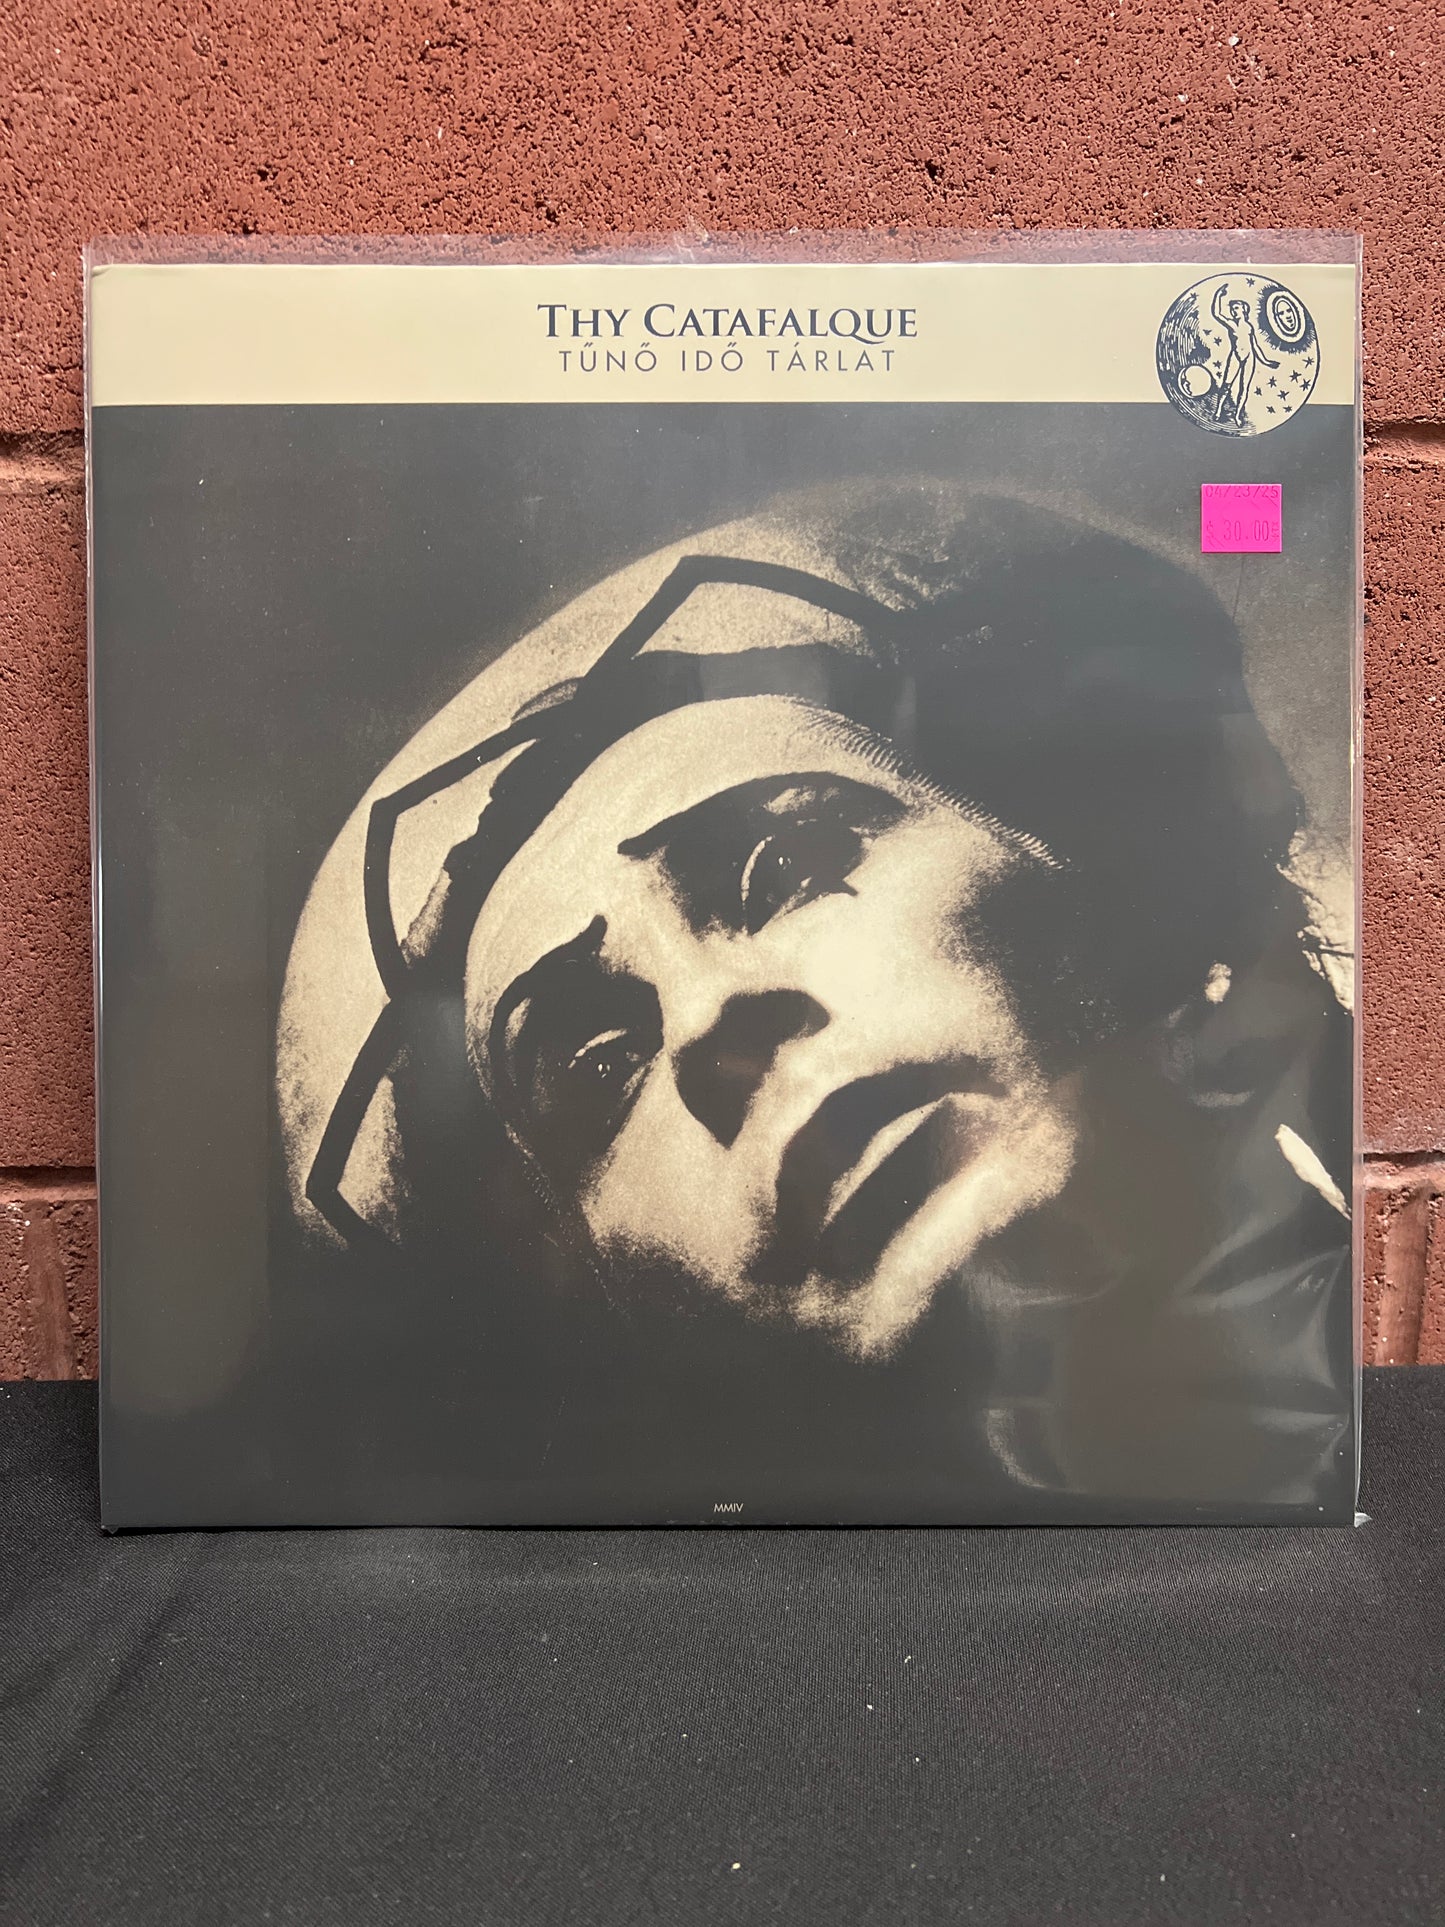 THY CATAFALQUE
TŰNŐ IDŐ TÁRLAT
04/23/25
$ 30.00
MMIV